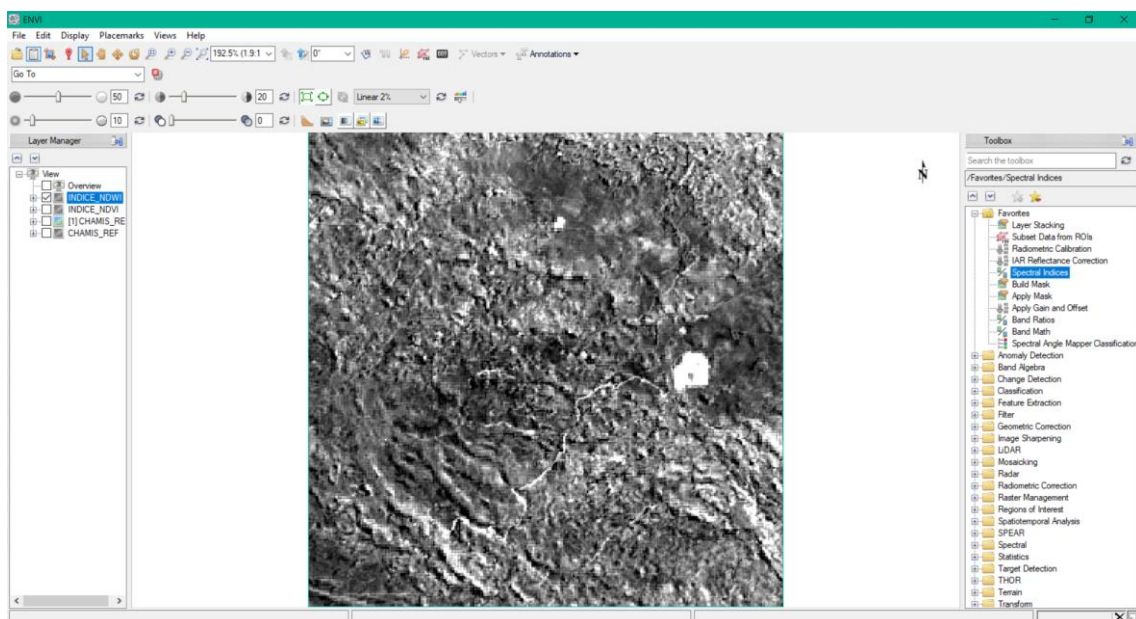 ENVI
File Edit Display Placemarks Views Help
192.5% (1.9:1 0° Vectors Annotations
Go To
50 20 Linear 2%
10 0
Layer Manager
View
Overview
INDICE_NDWI
INDICE_NDVI
[1] CHAMIS_RE
CHAMIS_REF
N
Toolbox
Search the toolbox
/Favorites/Spectral Indices
Favorites
Layer Stacking
Subset Data from ROIs
Radiometric Calibration
IAR Reflectance Correction
Spectral Indices
Build Mask
Apply Mask
Apply Gain and Offset
Band Ratios
Band Math
Spectral Angle Mapper Classification
Anomaly Detection
Band Algebra
Change Detection
Classification
Feature Extraction
Filter
Geometric Correction
Image Sharpening
LiDAR
Mosaicking
Radar
Radiometric Correction
Raster Management
Regions of Interest
Spatiotemporal Analysis
SPEAR
Spectral
Statistics
Target Detection
THOR
Terrain
Transform